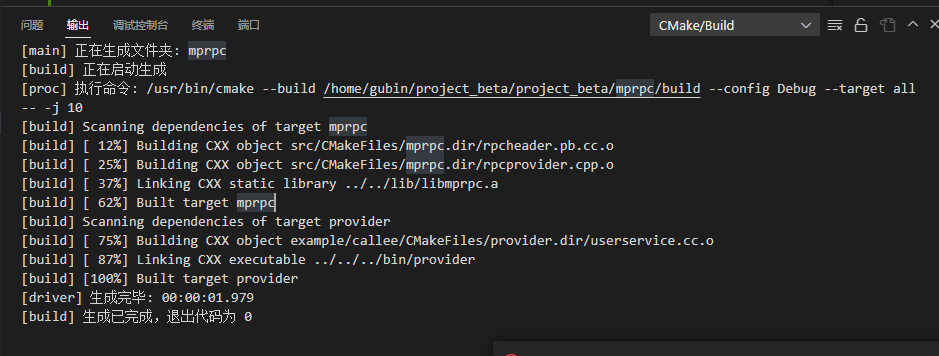 问题 输出 调试控制台 终端 端口 CMake/Build
[main] 正在生成文件夹: mprpc
[build] 正在启动生成
[proc] 执行命令: /usr/bin/cmake --build /home/gubin/project_beta/project_beta/mprpc/build --config Debug --target all
-- -j 10
[build] Scanning dependencies of target mprpc
[build] [ 12%] Building CXX object src/CMakeFiles/mprpc.dir/rpcheader.pb.cc.o
[build] [ 25%] Building CXX object src/CMakeFiles/mprpc.dir/rpcprovider.cpp.o
[build] [ 37%] Linking CXX static library ../../lib/libmprpc.a
[build] [ 62%] Built target mprpc
[build] Scanning dependencies of target provider
[build] [ 75%] Building CXX object example/callee/CMakeFiles/provider.dir/userservice.cc.o
[build] [ 87%] Linking CXX executable ../../../bin/provider
[build] [100%] Built target provider
[driver] 生成完毕: 00:00:01.979
[build] 生成已完成，退出代码为 0